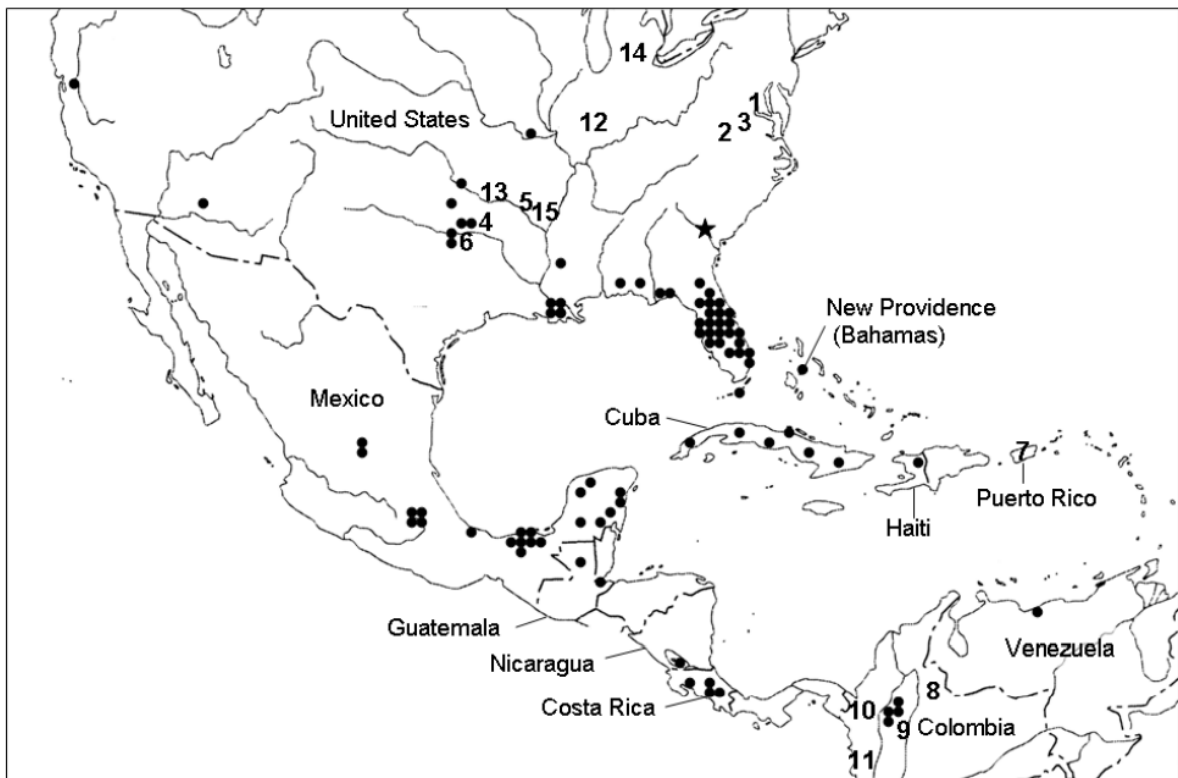 14
1
United States
12
3
2
13
5
15
4
6
New Providence
(Bahamas)
Mexico
Cuba
7
Puerto Rico
Haiti
Guatemala
Nicaragua
Venezuela
8
Costa Rica
10
9
Colombia
11